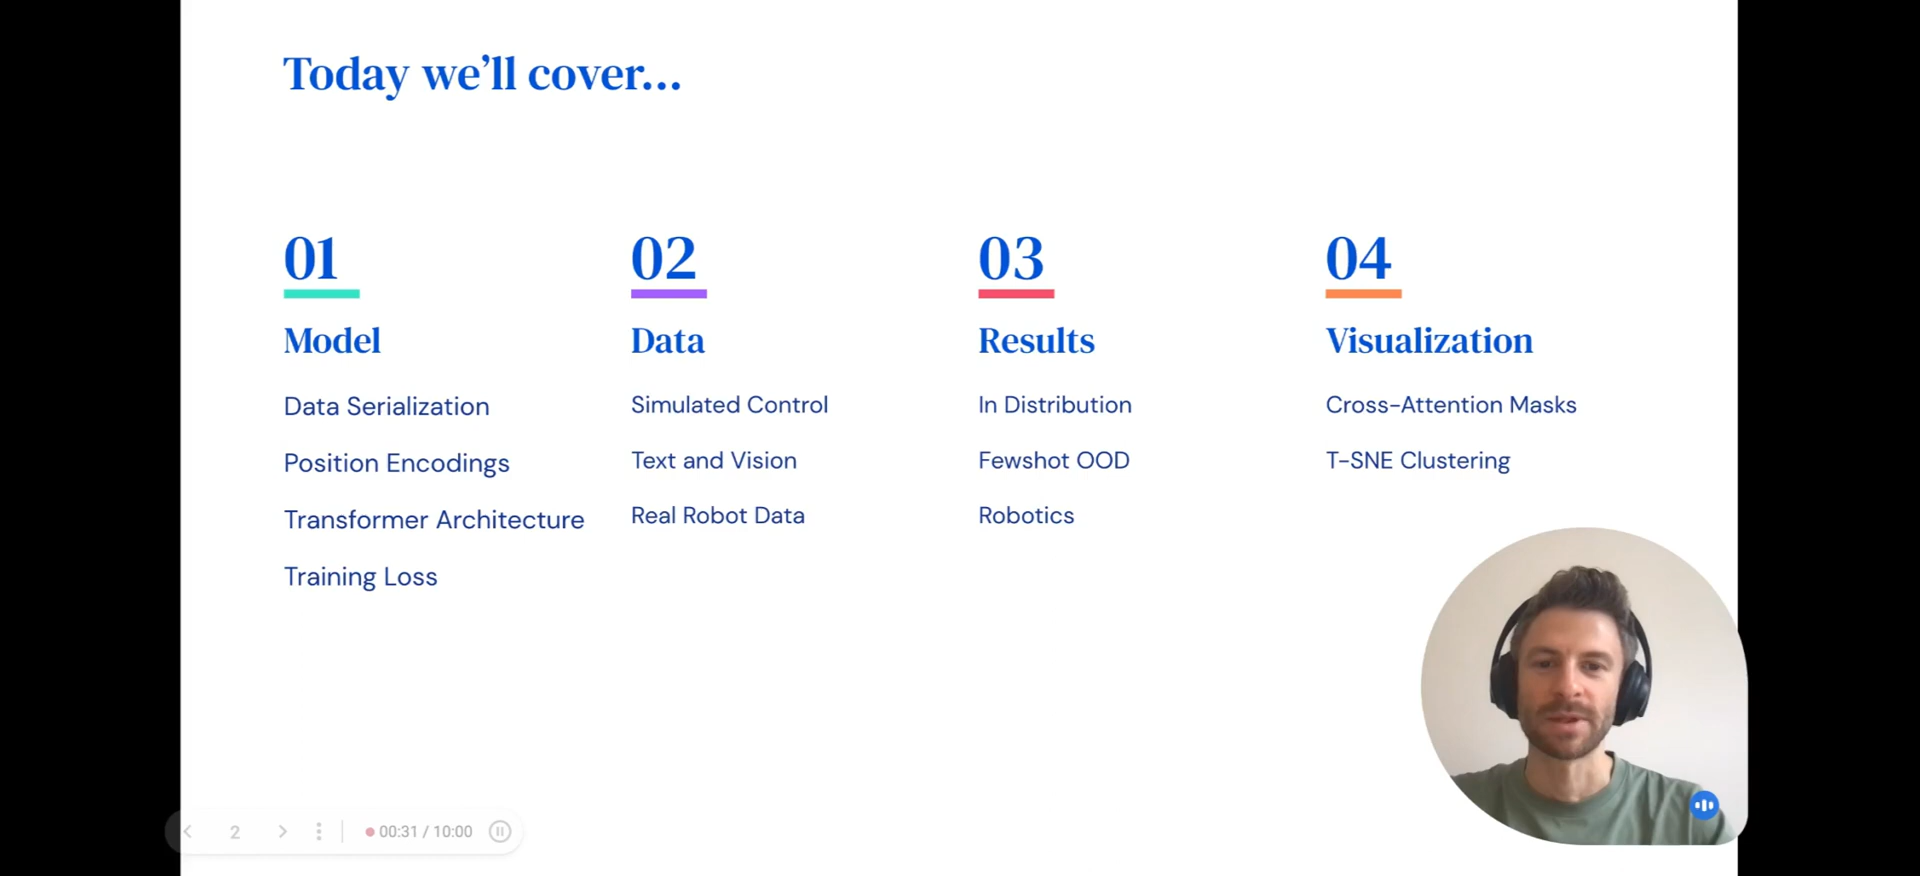 Today we’ll cover...
01
Model
Data Serialization
Position Encodings
Transformer Architecture
Training Loss
02
Data
Simulated Control
Text and Vision
Real Robot Data
03
Results
In Distribution
Fewshot OOD
Robotics
04
Visualization
Cross-Attention Masks
T-SNE Clustering
2
00:31 / 10:00